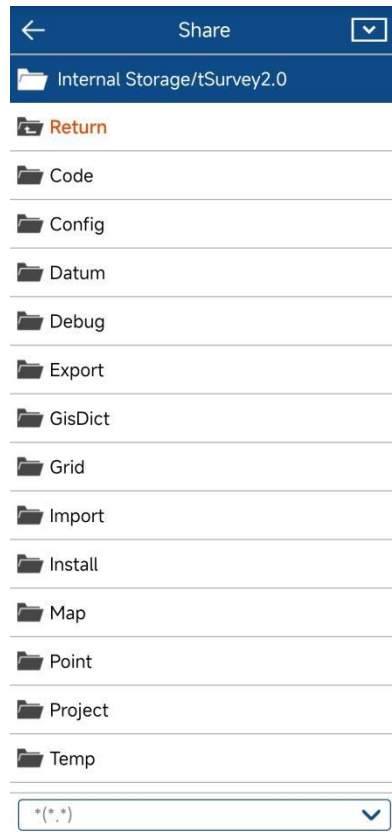 Share
Internal Storage/tSurvey2.0
Return
Code
Config
Datum
Debug
Export
GisDict
Grid
Import
Install
Map
Point
Project
Temp
*(*.*)